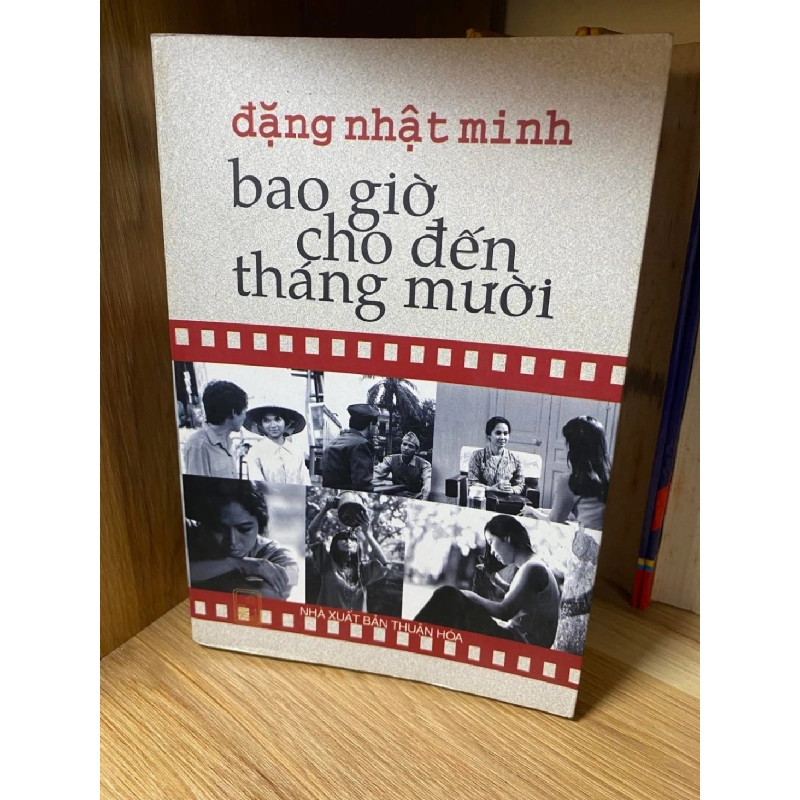 đặng nhật minh
bao giờ
cho đến
tháng mười
NHÀ XUẤT BẢN THUẬN HÓA